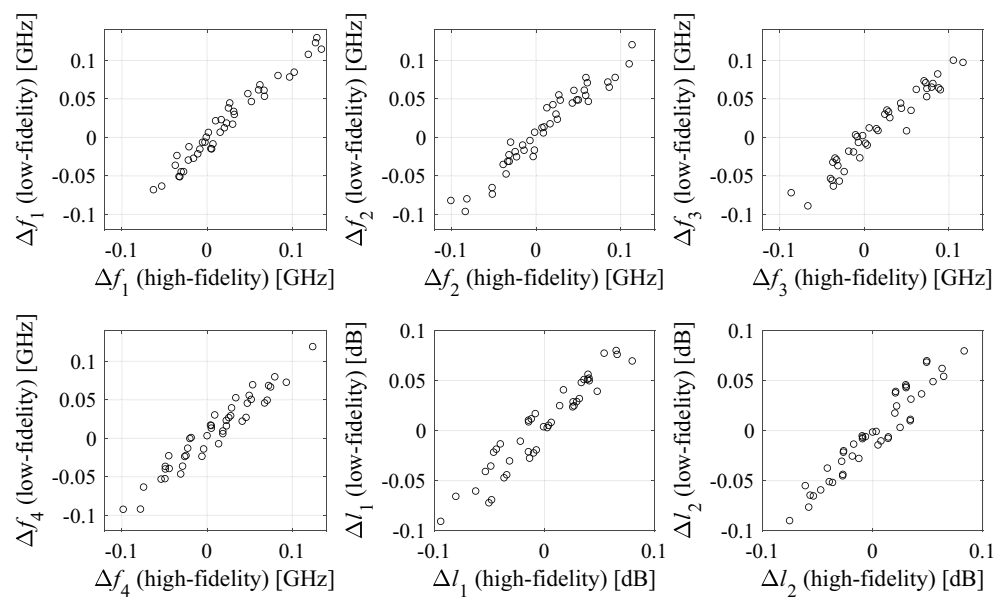 Δf₁ (low-fidelity) [GHz]
0.1
0.05
0
-0.05
-0.1
-0.1 0 0.1
Δf₁ (high-fidelity) [GHz]
Δf₂ (low-fidelity) [GHz]
0.1
0.05
0
-0.05
-0.1
-0.1 0 0.1
Δf₂ (high-fidelity) [GHz]
Δf₃ (low-fidelity) [GHz]
0.1
0.05
0
-0.05
-0.1
-0.1 0 0.1
Δf₃ (high-fidelity) [GHz]
Δf₄ (low-fidelity) [GHz]
0.1
0.05
0
-0.05
-0.1
-0.1 0 0.1
Δf₄ (high-fidelity) [GHz]
Δl₁ (low-fidelity) [dB]
0.1
0.05
0
-0.05
-0.1
-0.1 0 0.1
Δl₁ (high-fidelity) [dB]
Δl₂ (low-fidelity) [dB]
0.1
0.05
0
-0.05
-0.1
-0.1 0 0.1
Δl₂ (high-fidelity) [dB]